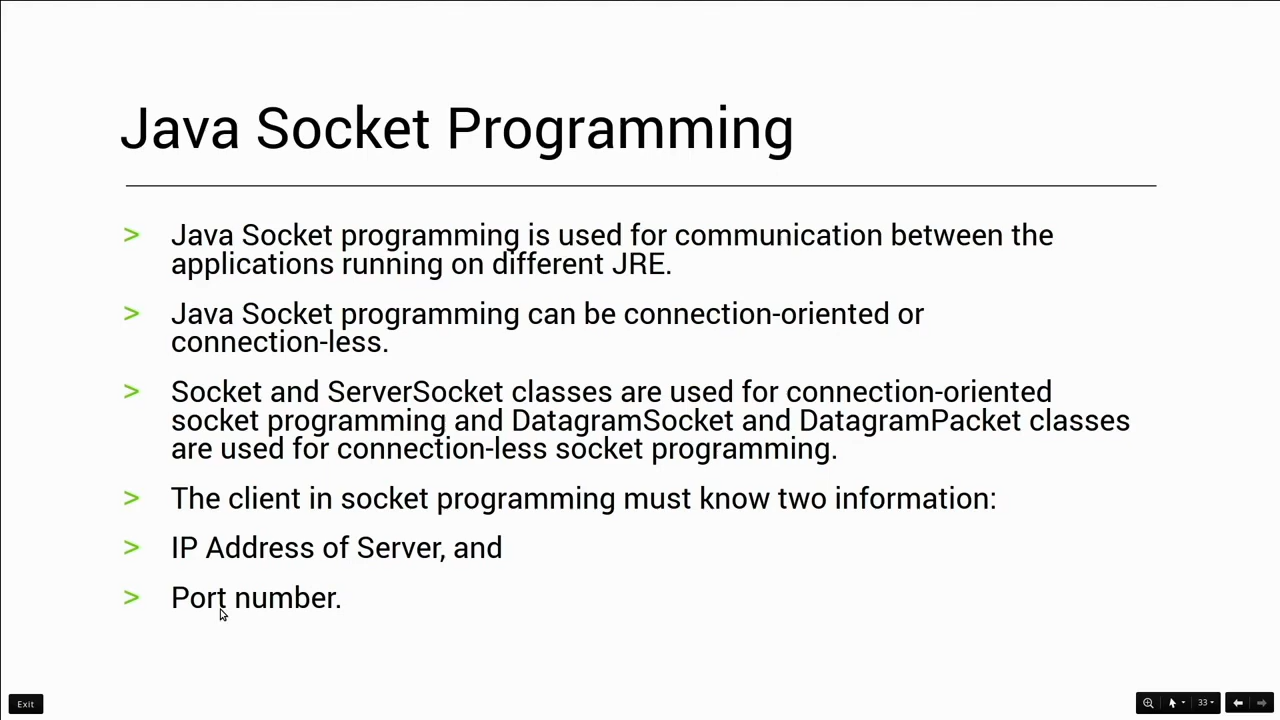 Java Socket Programming
> Java Socket programming is used for communication between the
applications running on different JRE.
> Java Socket programming can be connection-oriented or
connection-less.
> Socket and ServerSocket classes are used for connection-oriented
socket programming and DatagramSocket and DatagramPacket classes
are used for connection-less socket programming.
> The client in socket programming must know two information:
> IP Address of Server, and
> Port number.
Exit
33